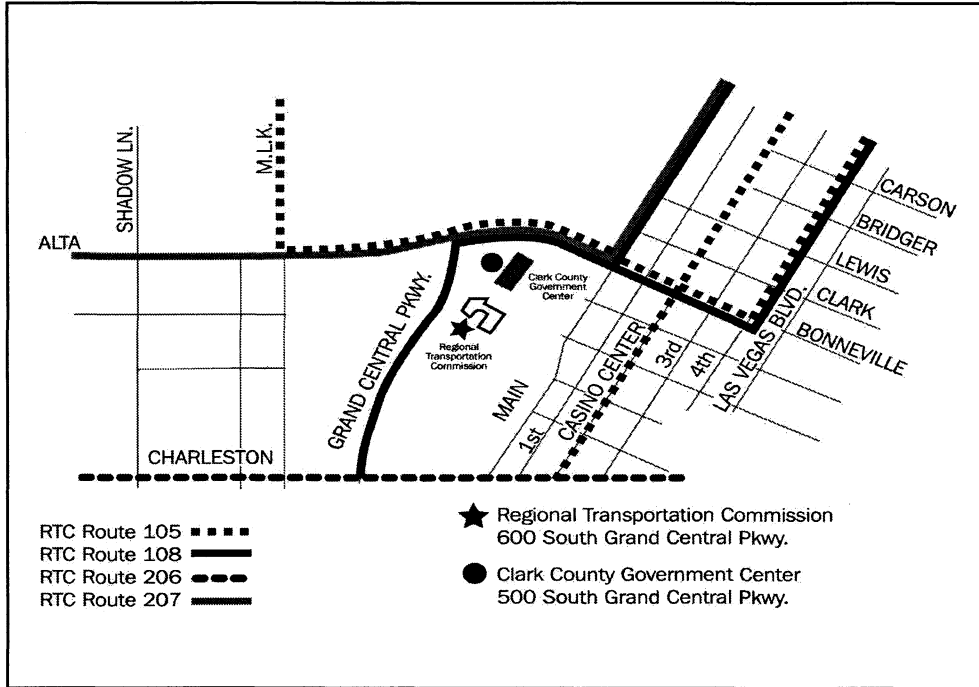 SHADOW LN.
M.L.K.
ALTA
CARSON
BRIDGER
LEWIS
CLARK
BONNEVILLE
LAS VEGAS BLVD.
Clark County
Government
Center
Regional
Transportation
Commission
GRAND CENTRAL PKWY.
MAIN
1st
CASINO CENTER
3rd
4th
CHARLESTON
RTC Route 105
RTC Route 108
RTC Route 206
RTC Route 207
Regional Transportation Commission
600 South Grand Central Pkwy.
Clark County Government Center
500 South Grand Central Pkwy.